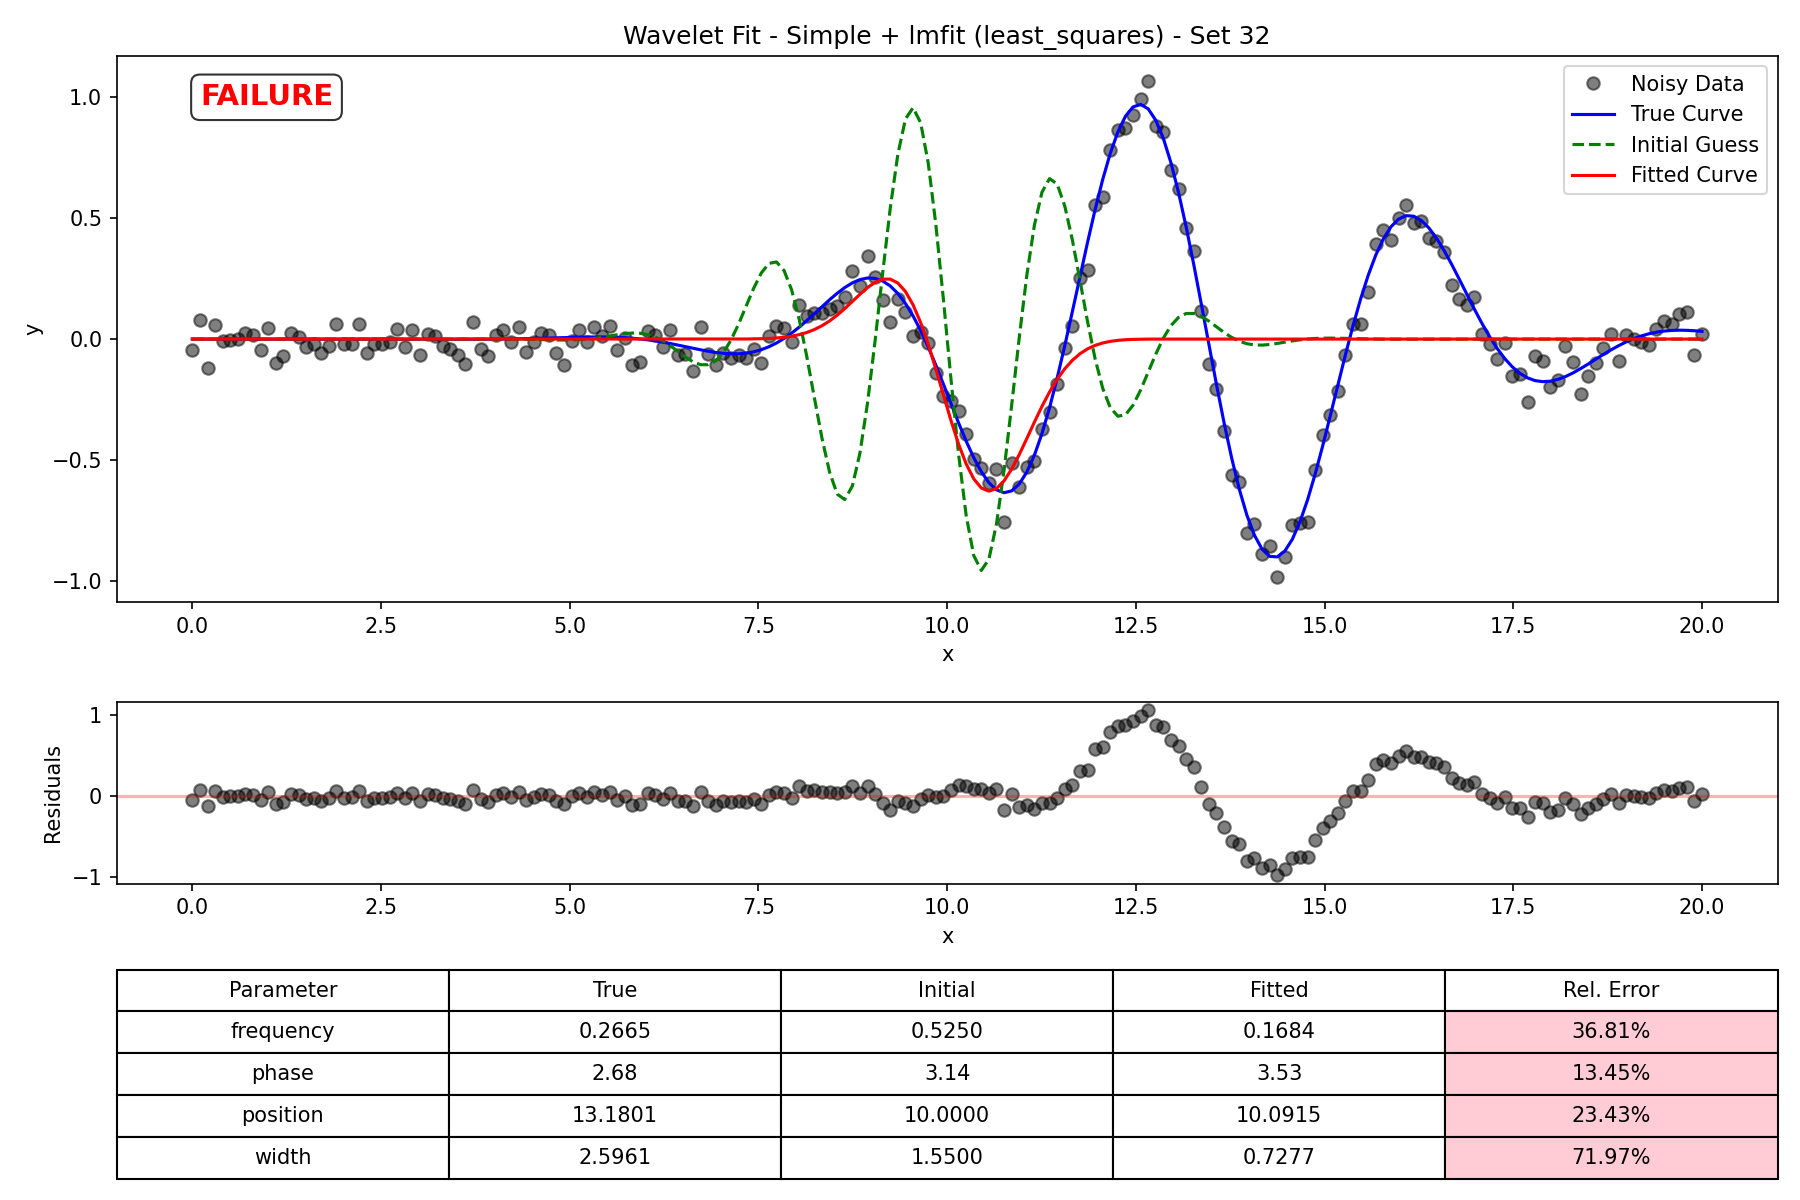 Wavelet Fit - Simple + lmfit (least_squares) - Set 32
FAILURE
Noisy Data
True Curve
Initial Guess
Fitted Curve
1.0
0.5
0.0
−0.5
−1.0
y
0.0 2.5 5.0 7.5 10.0 12.5 15.0 17.5 20.0
x
1
0
−1
Residuals
0.0 2.5 5.0 7.5 10.0 12.5 15.0 17.5 20.0
x
Parameter True Initial Fitted Rel. Error
frequency 0.2665 0.5250 0.1684 36.81%
phase 2.68 3.14 3.53 13.45%
position 13.1801 10.0000 10.0915 23.43%
width 2.5961 1.5500 0.7277 71.97%